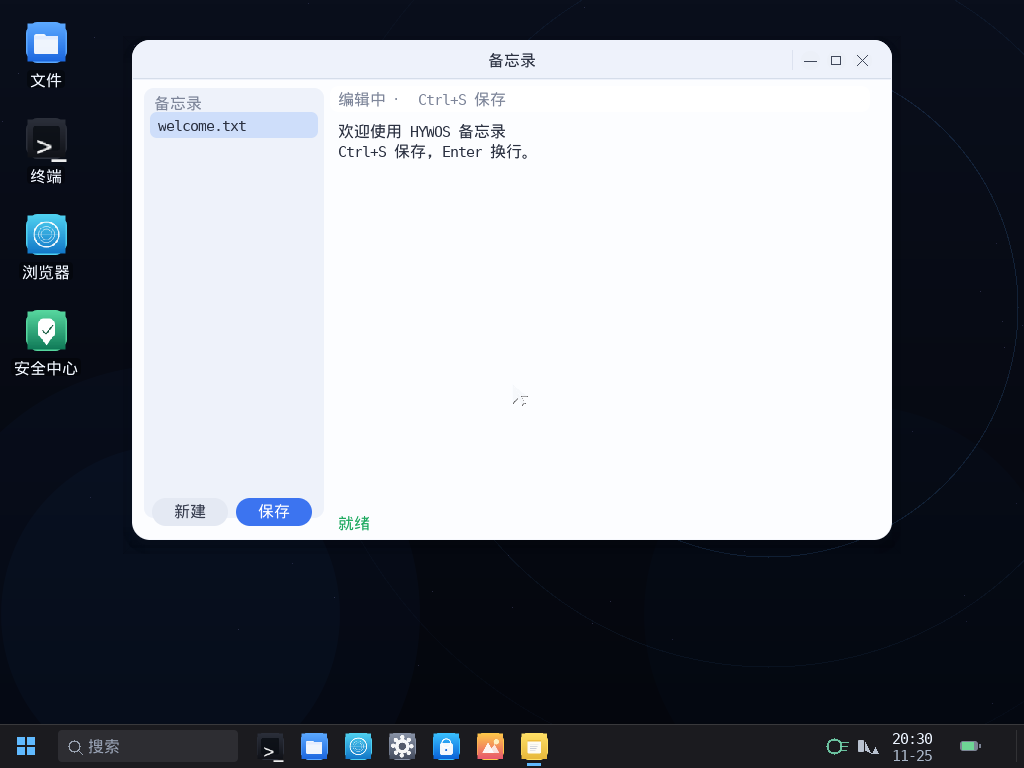 文件
终端
浏览器
安全中心
备忘录
备忘录
welcome.txt
新建
保存
编辑中 · Ctrl+S 保存
欢迎使用 HYWOS 备忘录
Ctrl+S 保存, Enter 换行。
就绪
搜索
20:30
11-25